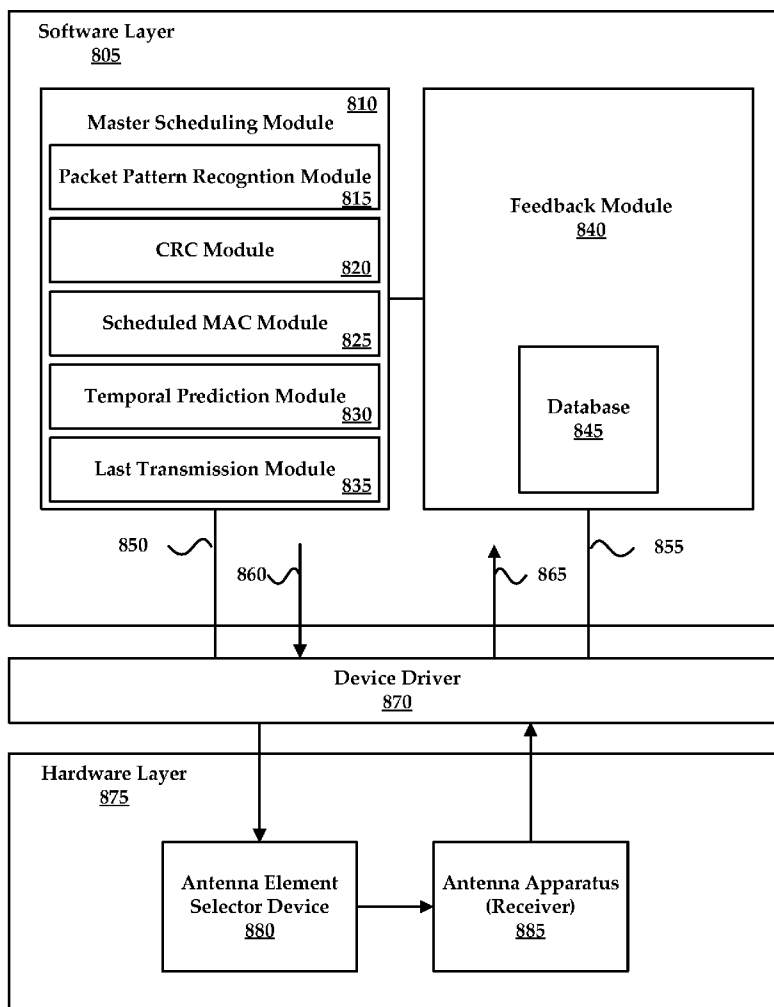 Software Layer
805
810
Master Scheduling Module
Packet Pattern Recogntion Module
815
CRC Module
820
Scheduled MAC Module
825
Temporal Prediction Module
830
Last Transmission Module
835
Feedback Module
840
Database
845
850
860
865
855
Device Driver
870
Hardware Layer
875
Antenna Element
Selector Device
880
Antenna Apparatus
(Receiver)
885